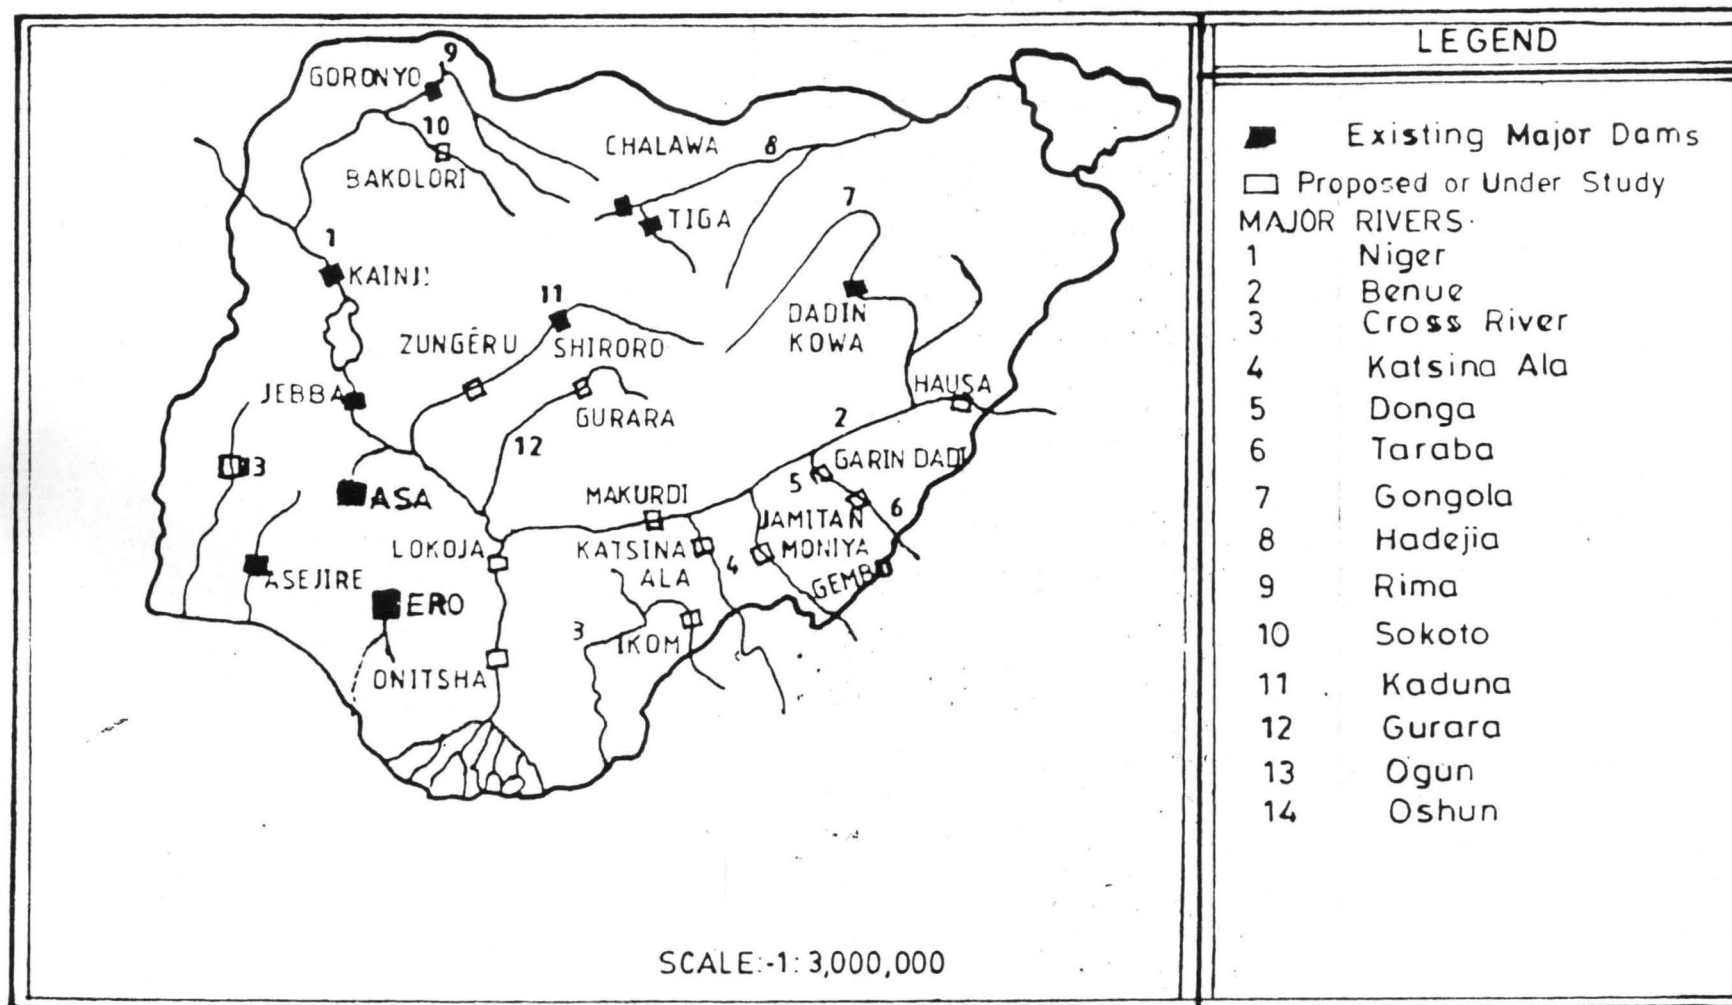 9
GORONYO
10
CHALAWA
8
BAKOLORI
7
TIGA
1
KAINJI
11
DADIN
KOWA
ZUNGERU
SHIRORO
JEBBA
HAUSA
GURARA
2
12
GARIN DADI
13
5
ASA
MAKURDI
6
JAMITAN
LOKOJA
KATSINA
ALA
4
MONIYA
ASEJIRE
GEMB
ERO
3
IKOM
ONITSHA
SCALE:-1:3,000,000
LEGEND
Existing Major Dams
Proposed or Under Study
MAJOR RIVERS
1 Niger
2 Benue
3 Cross River
4 Katsina Ala
5 Donga
6 Taraba
7 Gongola
8 Hadejia
9 Rima
10 Sokoto
11 Kaduna
12 Gurara
13 Ogun
14 Oshun